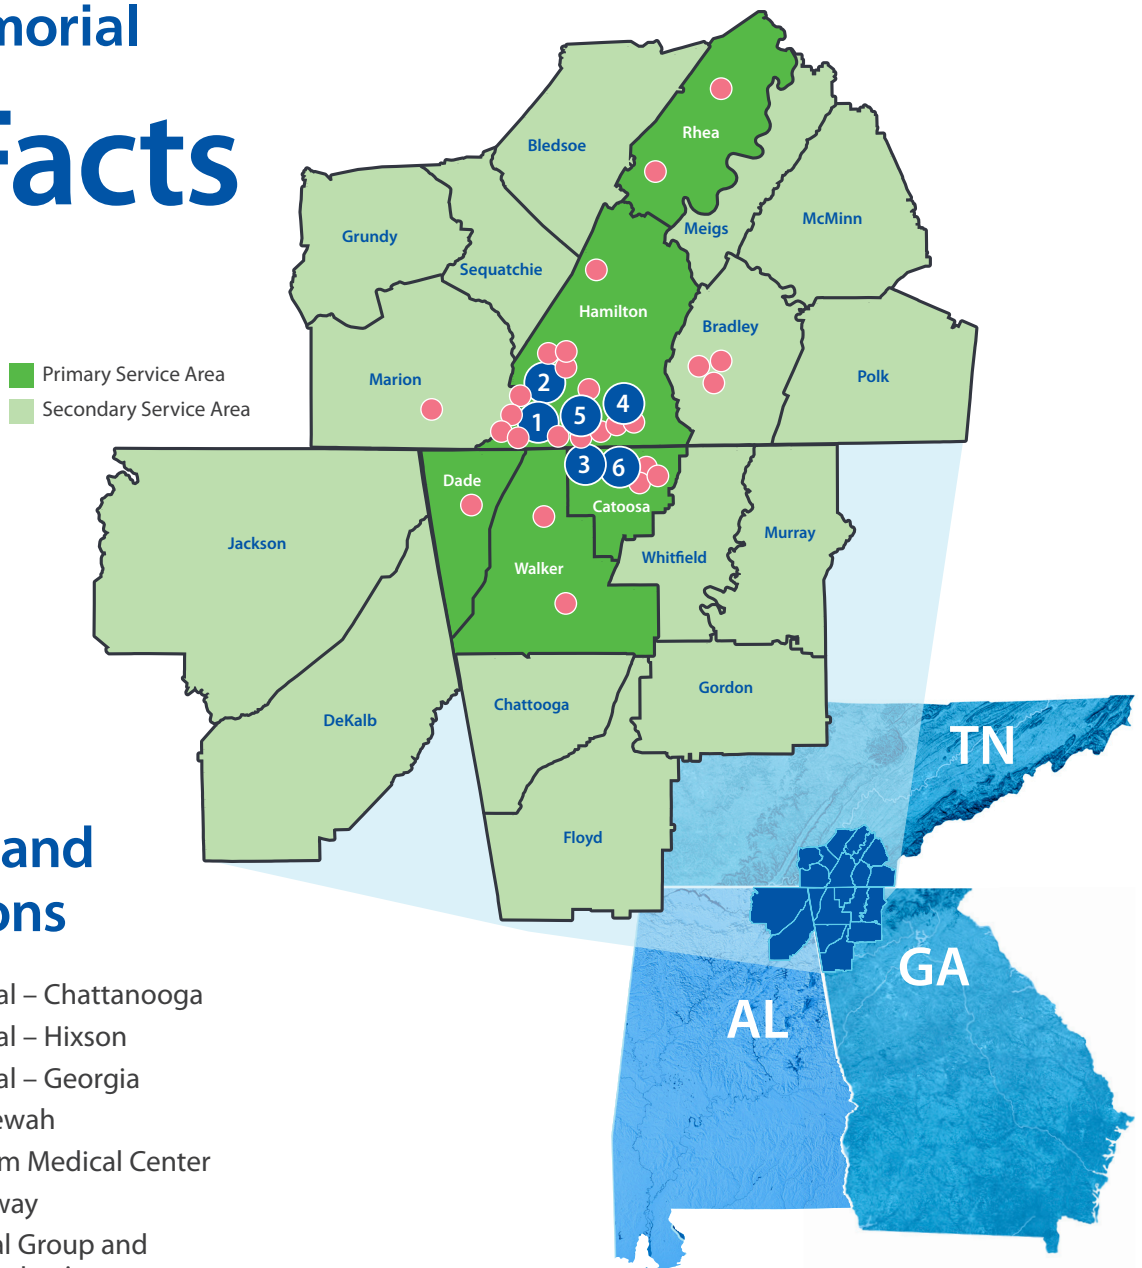 morial
Facts
Primary Service Area
Secondary Service Area
Rhea
Bledsoe
McMinn
Meigs
Grundy
Sequatchie
Hamilton
Bradley
Marion
Polk
2
4
5
1
3
6
Dade
Catoosa
Jackson
Murray
Whitfield
Walker
Gordon
Chattooga
DeKalb
TN
Floyd
and
ons
GA
AL
al – Chattanooga
al – Hixson
al – Georgia
ewah
m Medical Center
way
al Group and